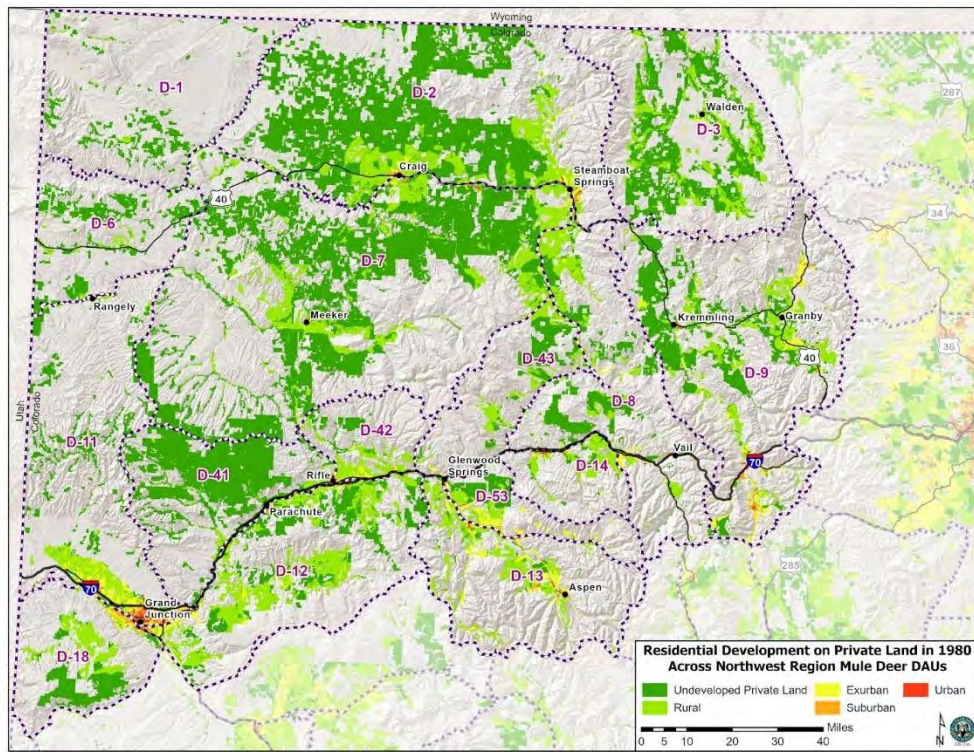 Wyoming
Colorado
D-1
D-2
D-3
Walden
287
Craig
Steamboat
Springs
40
D-6
34
D-7
Rangely
Meeker
Kremmling
Granby
36
40
D-43
D-9
Utah
Colorado
D-8
D-11
D-42
Vail
Glenwood
Springs
70
D-14
D-41
Rifle
D-53
Parachute
285
D-12
D-13
70
Aspen
Grand
Junction
D-18
Residential Development on Private Land in 1980
Across Northwest Region Mule Deer DAUs
Undeveloped Private Land
Exurban
Urban
Rural
Suburban
Miles
0 5 10 20 30 40
N